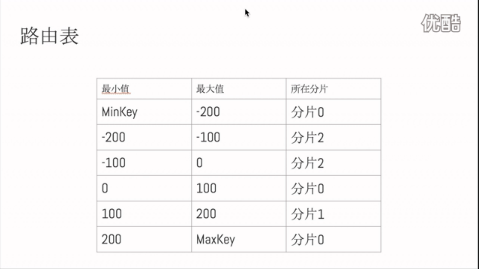 优酷
路由表
最小值 最大值 所在分片
MinKey -200 分片0
-200 -100 分片2
-100 0 分片2
0 100 分片0
100 200 分片1
200 MaxKey 分片0